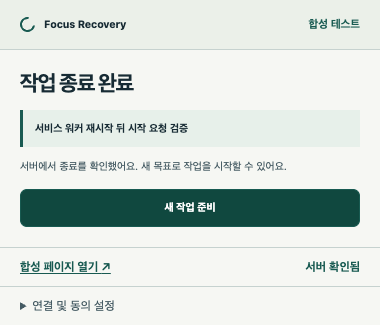 Focus Recovery
합성 테스트
작업 종료 완료
서비스 워커 재시작 뒤 시작 요청 검증
서버에서 종료를 확인했어요. 새 목표로 작업을 시작할 수 있어요.
새 작업 준비
합성 페이지 열기 ↗
서버 확인됨
▶ 연결 및 동의 설정